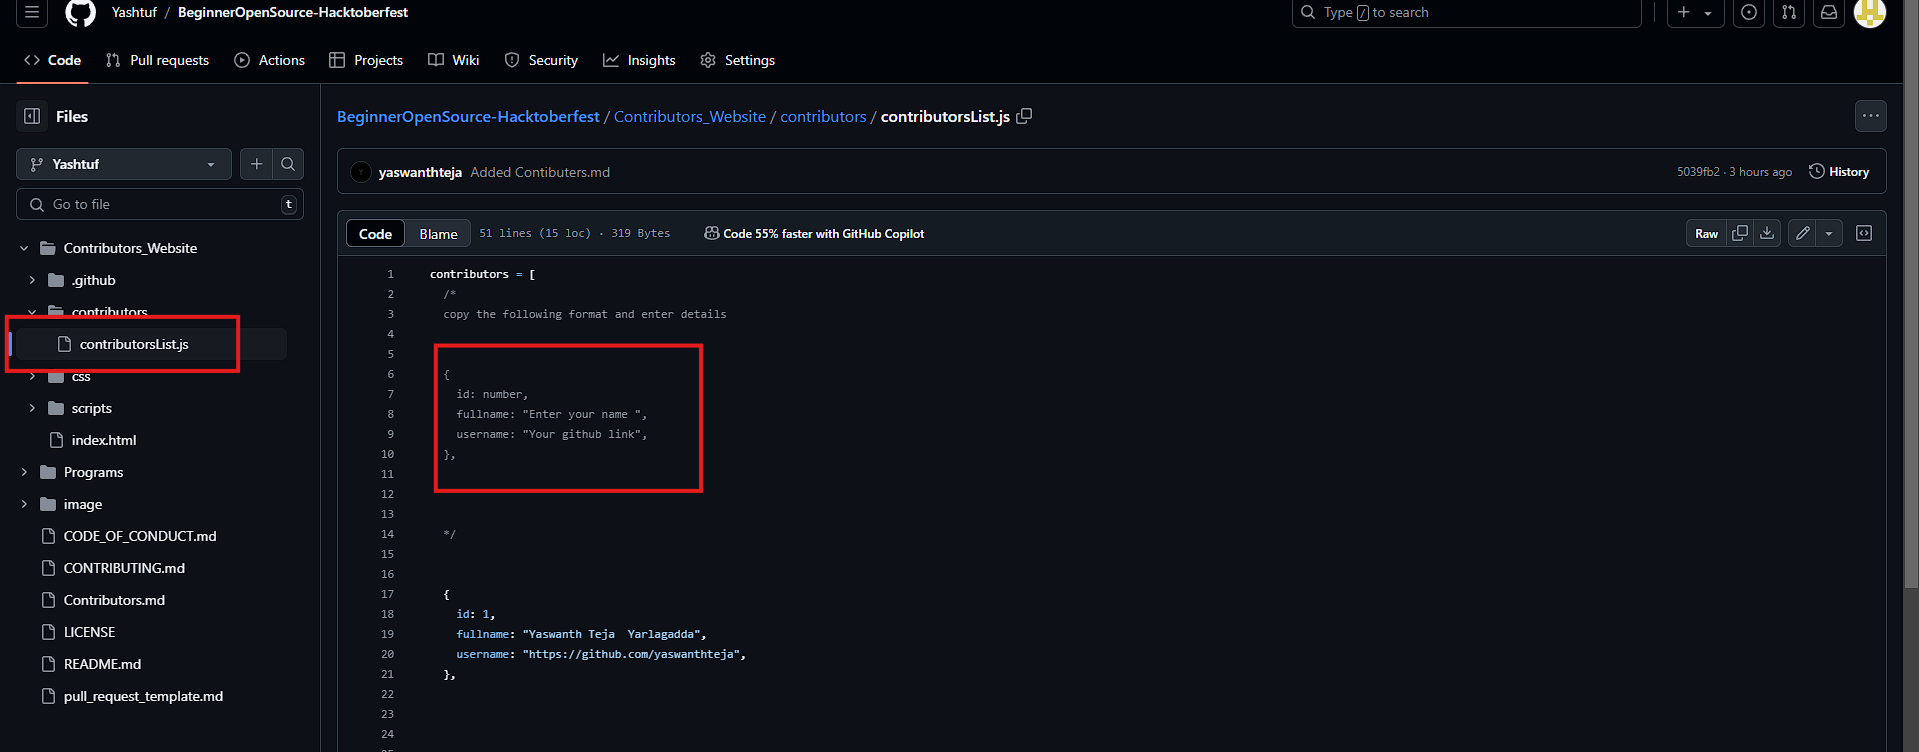 Yashtuf / BeginnerOpenSource-Hacktoberfest
Type / to search
Code Pull requests Actions Projects Wiki Security Insights Settings
Files
Yashtuf
Go to file t
Contributors_Website
.github
contributors
contributorsList.js
css
scripts
index.html
Programs
image
CODE_OF_CONDUCT.md
CONTRIBUTING.md
Contributors.md
LICENSE
README.md
pull_request_template.md
BeginnerOpenSource-Hacktoberfest / Contributors_Website / contributors / contributorsList.js
yaswanthteja Added Contibuters.md 5039fb2 · 3 hours ago History
Code Blame 51 lines (15 loc) · 319 Bytes Code 55% faster with GitHub Copilot Raw
1 contributors = [
2 /*
3 copy the following format and enter details
4
5
6 {
7 id: number,
8 fullname: "Enter your name ",
9 username: "Your github link",
10 },
11
12
13
14 */
15
16
17 {
18 id: 1,
19 fullname: "Yaswanth Teja  Yarlagadda",
20 username: "https://github.com/yaswanthteja",
21 },
22
23
24